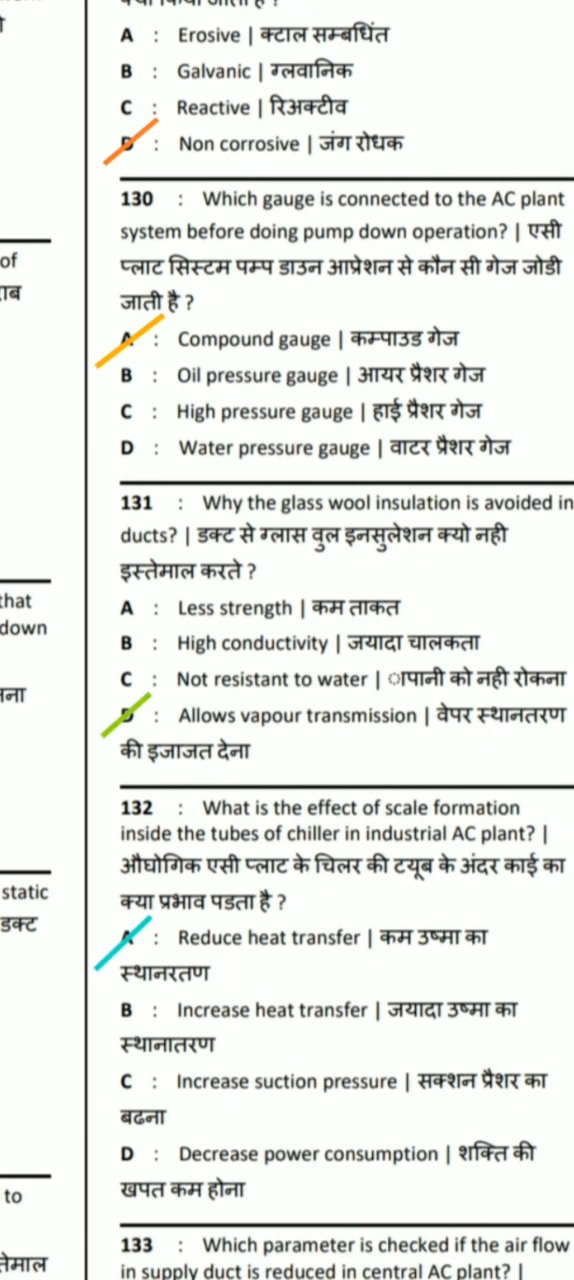 of
ाब
that
down
ना
static
डक्ट
to
तेमाल
A : Erosive | क्टाल सम्बधिंत
B : Galvanic | ग्लवानिक
C : Reactive | रिअक्टीव
D : Non corrosive | जंग रोधक
130 : Which gauge is connected to the AC plant
system before doing pump down operation? | एसी
प्लाट सिस्टम पम्प डाउन आप्रेशन से कौन सी गेज जोडी
जाती है ?
A : Compound gauge | कम्पाउड गेज
B : Oil pressure gauge | आयर प्रैशर गेज
C : High pressure gauge | हाई प्रैशर गेज
D : Water pressure gauge | वाटर प्रैशर गेज
131 : Why the glass wool insulation is avoided in
ducts? | डक्ट से ग्लास वुल इनसुलेशन क्यो नही
इस्तेमाल करते ?
A : Less strength | कम ताकत
B : High conductivity | जयादा चालकता
C : Not resistant to water | ापानी को नही रोकना
D : Allows vapour transmission | वेपर स्थानतरण
की इजाजत देना
132 : What is the effect of scale formation
inside the tubes of chiller in industrial AC plant? |
औघोगिक एसी प्लाट के चिलर की टयूब के अंदर काई का
क्या प्रभाव पडता है ?
A : Reduce heat transfer | कम उष्मा का
स्थानरतण
B : Increase heat transfer | जयादा उष्मा का
स्थानातरण
C : Increase suction pressure | सक्शन प्रैशर का
बढना
D : Decrease power consumption | शक्ति की
खपत कम होना
133 : Which parameter is checked if the air flow
in supply duct is reduced in central AC plant? |